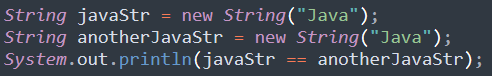 String javaStr = new String("Java");
String anotherJavaStr = new String("Java");
System.out.println(javaStr == anotherJavaStr);